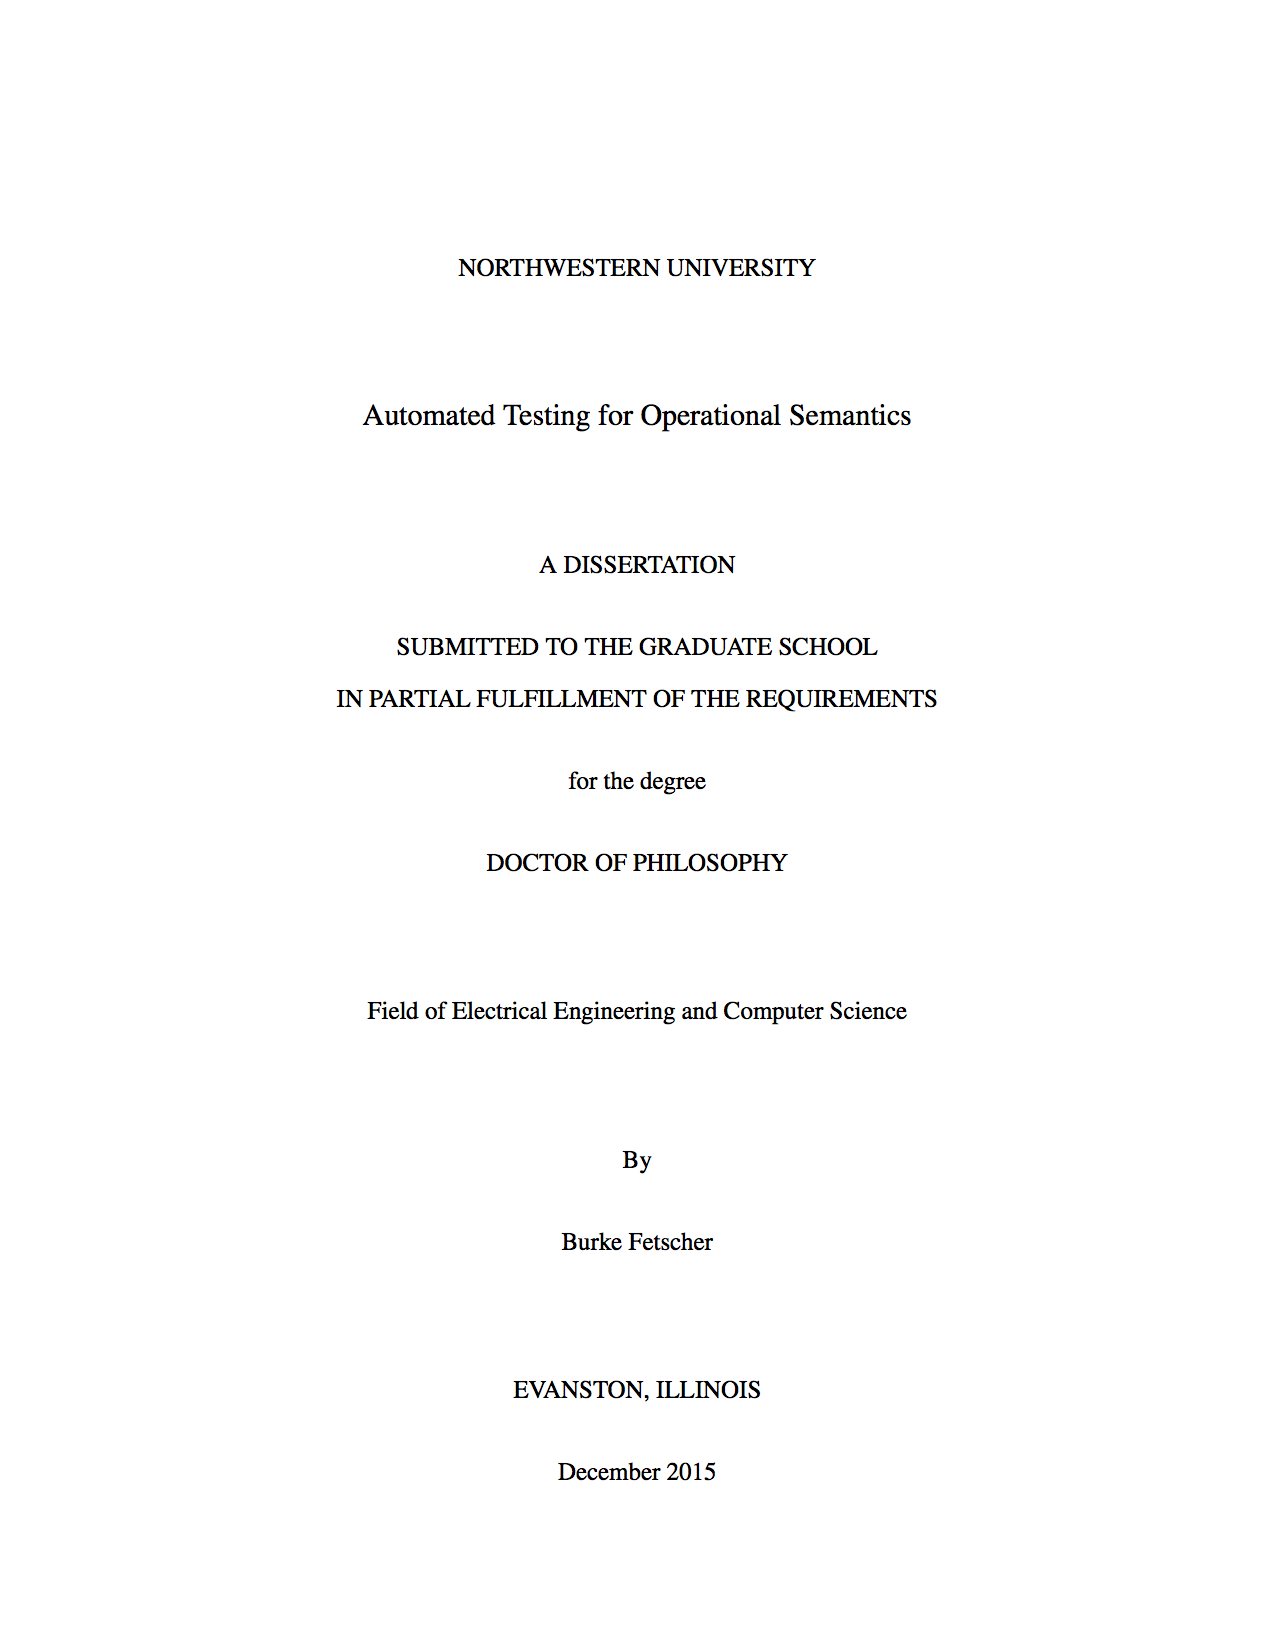 NORTHWESTERN UNIVERSITY
Automated Testing for Operational Semantics
A DISSERTATION
SUBMITTED TO THE GRADUATE SCHOOL
IN PARTIAL FULFILLMENT OF THE REQUIREMENTS
for the degree
DOCTOR OF PHILOSOPHY
Field of Electrical Engineering and Computer Science
By
Burke Fetscher
EVANSTON, ILLINOIS
December 2015